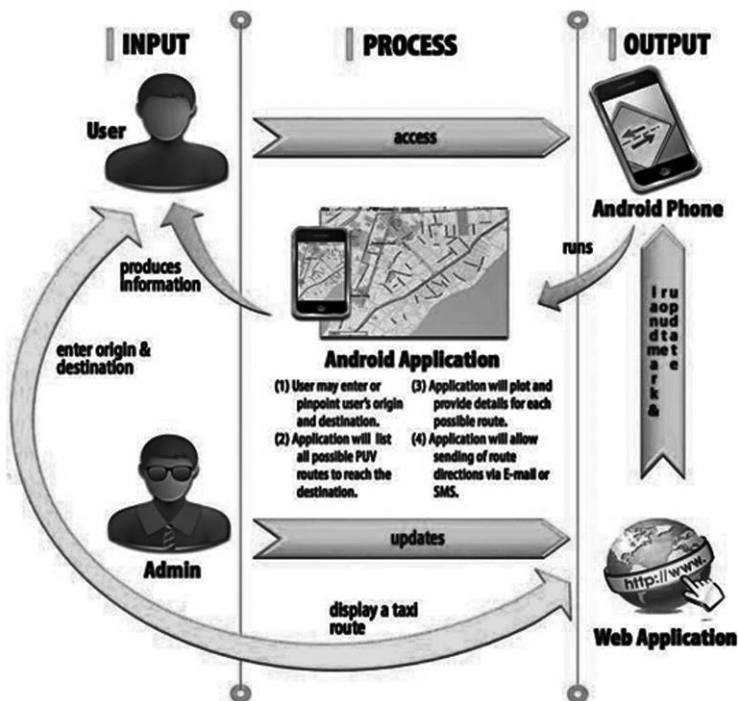 INPUT
PROCESS
OUTPUT
User
access
Android Phone
produces
information
runs
enter origin &
destination
Android Application
(1) User may enter or
pinpoint user's origin
and destination.
(2) Application will list
all possible PUV
routes to reach the
destination.
(3) Application will plot and
provide details for each
possible route.
(4) Application will allow
sending of route
directions via E-mail or
SMS.
landmark &
route
update
Admin
updates
http://www.
display a taxi
route
Web Application